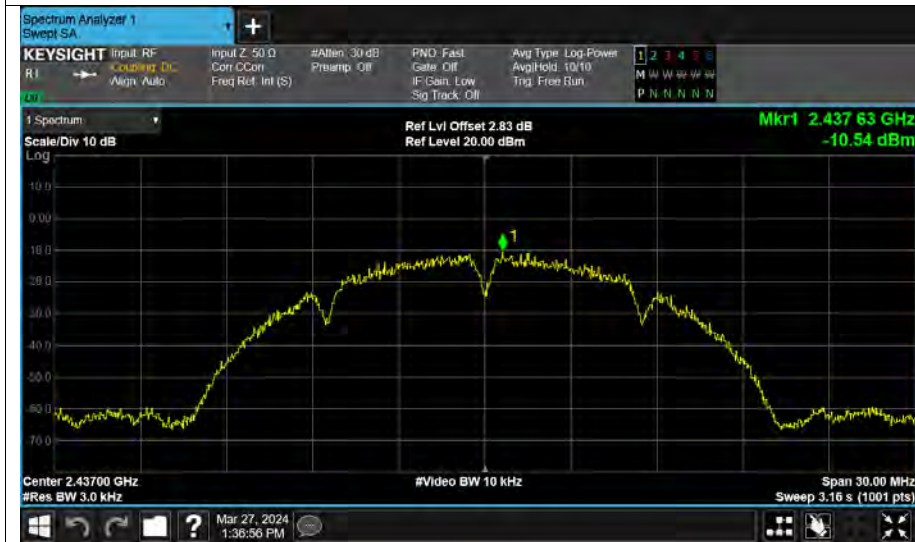 Spectrum Analyzer 1
Swept SA
+
KEYSIGHT Input: RF Input Z: 50 Ω #Atten: 30 dB PNO: Fast Avg Type: Log-Power 1 2 3 4 5 6
Coupling: DC Corr CCorr Preamp: Off Gate: Off Avg|Hold: 10/10 M W W W W W
Align: Auto Freq Ref: Int (S) IF Gain: Low Trig: Free Run P N N N N N
Sig Track: Off
1 Spectrum
Scale/Div 10 dB
Ref Lvl Offset 2.83 dB
Ref Level 20.00 dBm
Mkr1 2.437 63 GHz
-10.54 dBm
Log
10.0
0.00
-10.0
-20.0
-30.0
-40.0
-50.0
-60.0
-70.0
1
Center 2.43700 GHz
#Res BW 3.0 kHz
#Video BW 10 kHz
Span 30.00 MHz
Sweep 3.16 s (1001 pts)
?
Mar 27, 2024
1:36:56 PM